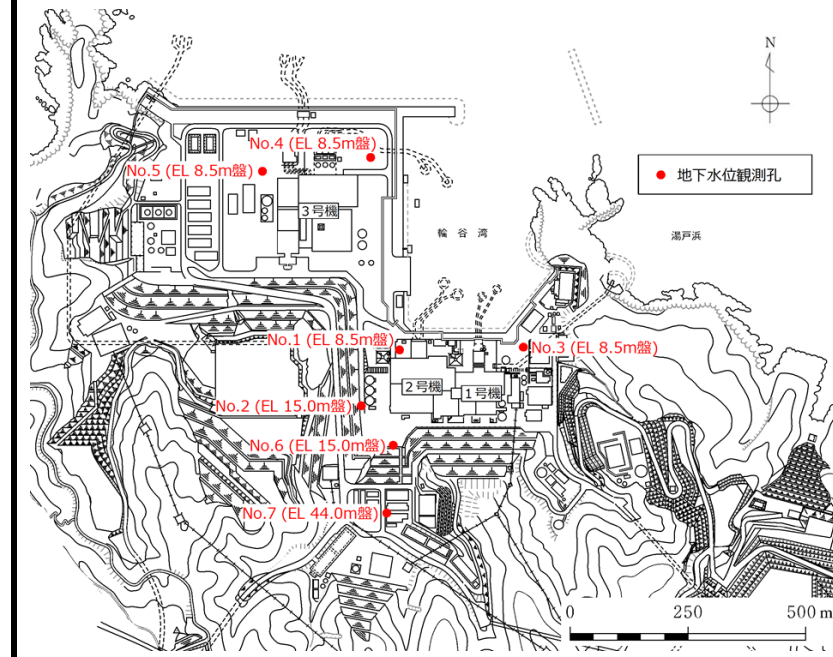 N
No.4 (EL 8.5m盤)
No.5 (EL 8.5m盤)
地下水位観測孔
3号機
輪谷湾
湯戸浜
No.1 (EL 8.5m盤)
No.3 (EL 8.5m盤)
2号機
1号機
No.2 (EL 15.0m盤)
No.6 (EL 15.0m盤)
No.7 (EL 44.0m盤)
0 250 500 m